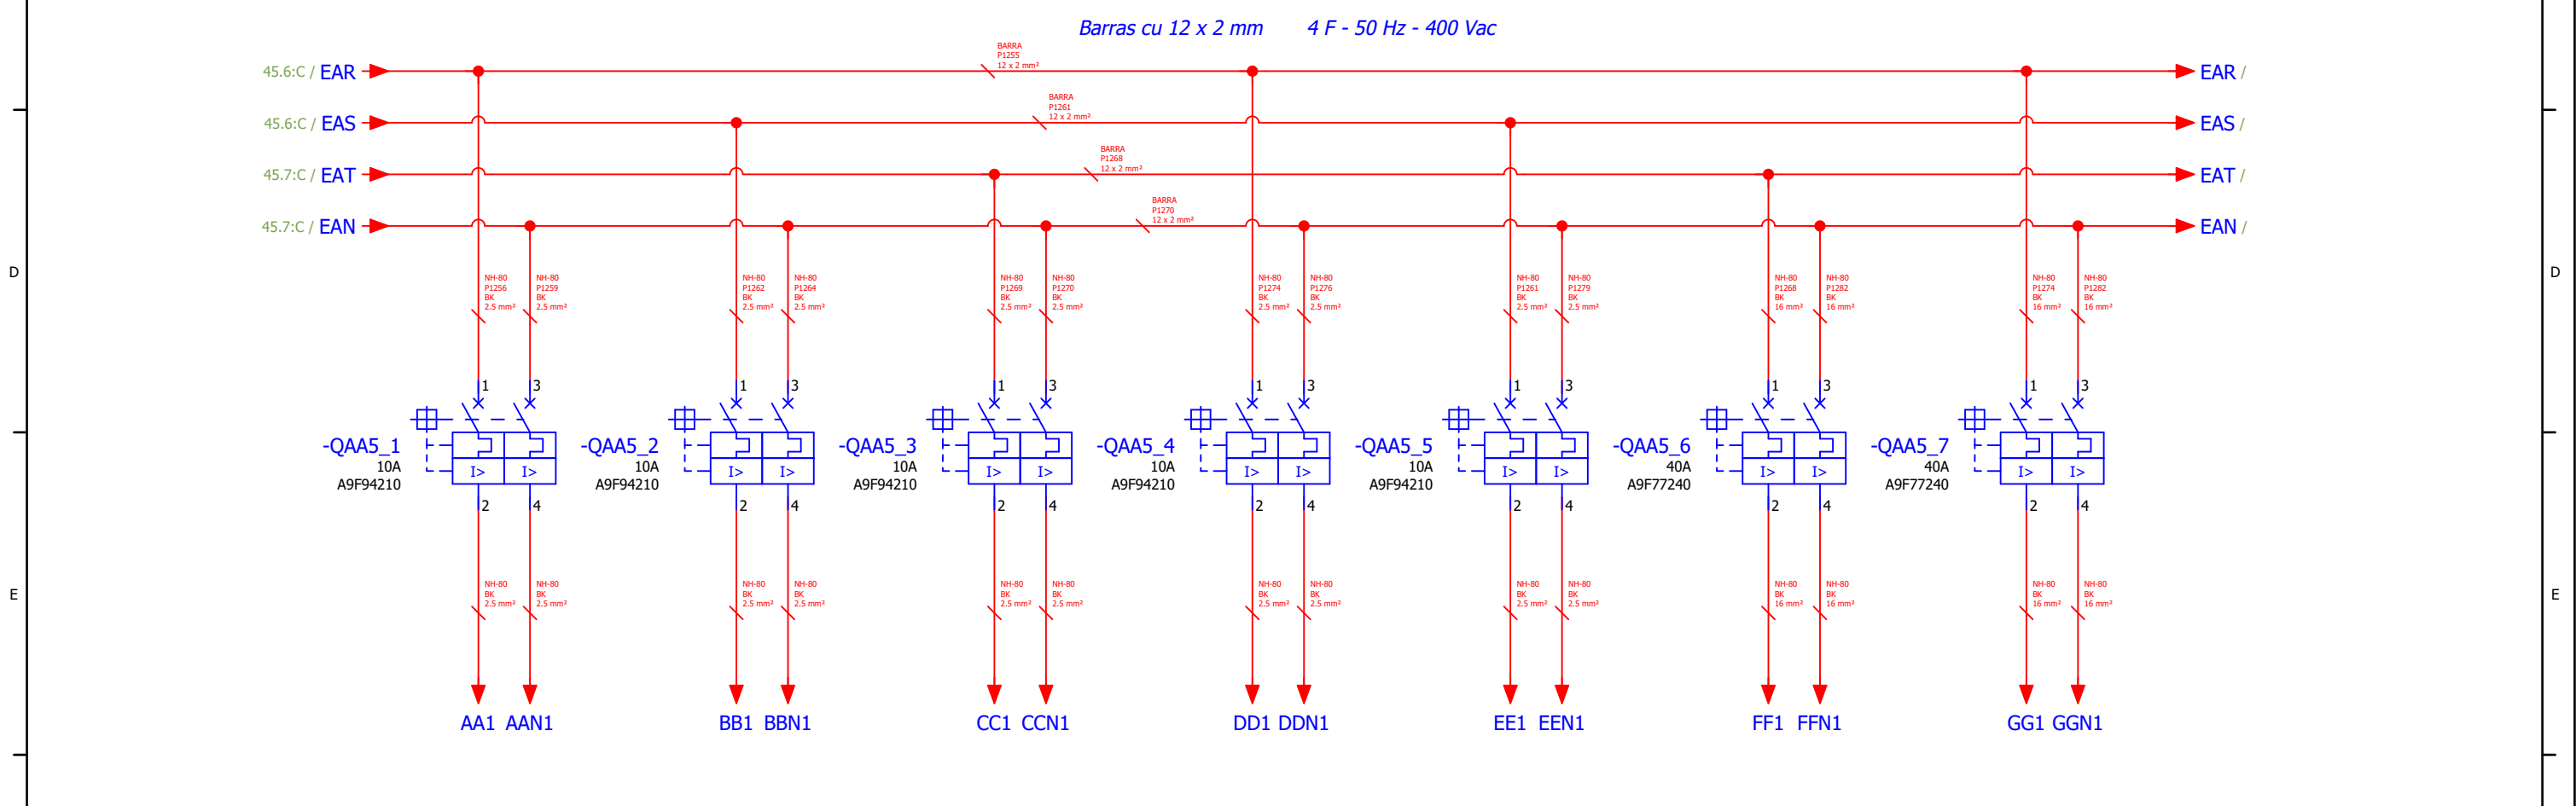 Barras cu 12 x 2 mm 4 F - 50 Hz - 400 Vac
BARRA
P1255
12 x 2 mm²
45.6:C / EAR
EAR /
BARRA
P1261
12 x 2 mm²
45.6:C / EAS
EAS /
BARRA
P1268
12 x 2 mm²
45.7:C / EAT
EAT /
BARRA
P1270
12 x 2 mm²
45.7:C / EAN
EAN /
D D
NH-80 NH-80 NH-80 NH-80 NH-80 NH-80 NH-80 NH-80 NH-80 NH-80 NH-80 NH-80 NH-80 NH-80
P1256 P1259 P1262 P1264 P1269 P1270 P1274 P1276 P1261 P1279 P1268 P1282 P1274 P1282
BK BK BK BK BK BK BK BK BK BK BK BK BK BK
2.5 mm² 2.5 mm² 2.5 mm² 2.5 mm² 2.5 mm² 2.5 mm² 2.5 mm² 2.5 mm² 2.5 mm² 2.5 mm² 16 mm² 16 mm² 16 mm² 16 mm²
1 3 1 3 1 3 1 3 1 3 1 3 1 3
-QAA5_1 -QAA5_2 -QAA5_3 -QAA5_4 -QAA5_5 -QAA5_6 -QAA5_7
10A 10A 10A 10A 10A 40A 40A
I> I> I> I> I> I> I> I> I> I> I> I> I> I>
A9F94210 A9F94210 A9F94210 A9F94210 A9F94210 A9F77240 A9F77240
2 4 2 4 2 4 2 4 2 4 2 4 2 4
E E
NH-80 NH-80 NH-80 NH-80 NH-80 NH-80 NH-80 NH-80 NH-80 NH-80 NH-80 NH-80 NH-80 NH-80
BK BK BK BK BK BK BK BK BK BK BK BK BK BK
2.5 mm² 2.5 mm² 2.5 mm² 2.5 mm² 2.5 mm² 2.5 mm² 2.5 mm² 2.5 mm² 2.5 mm² 2.5 mm² 16 mm² 16 mm² 16 mm² 16 mm²
AA1 AAN1 BB1 BBN1 CC1 CCN1 DD1 DDN1 EE1 EEN1 FF1 FFN1 GG1 GGN1